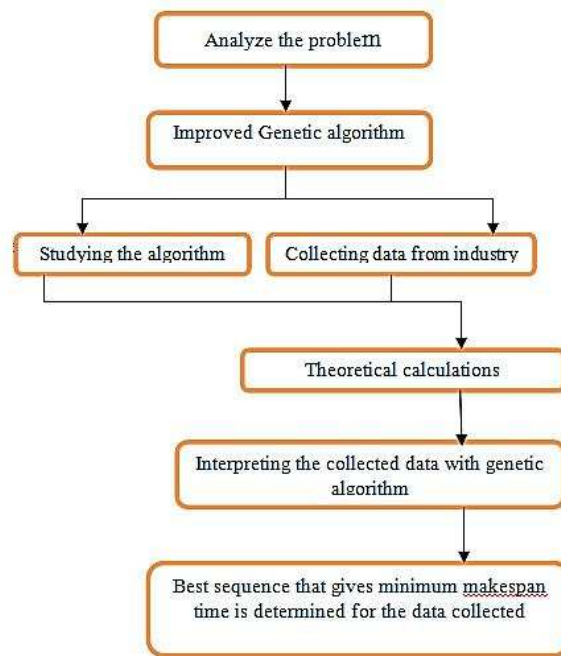 Analyze the problem
Improved Genetic algorithm
Studying the algorithm
Collecting data from industry
Theoretical calculations
Interpreting the collected data with genetic
algorithm
Best sequence that gives minimum makespan
time is determined for the data collected